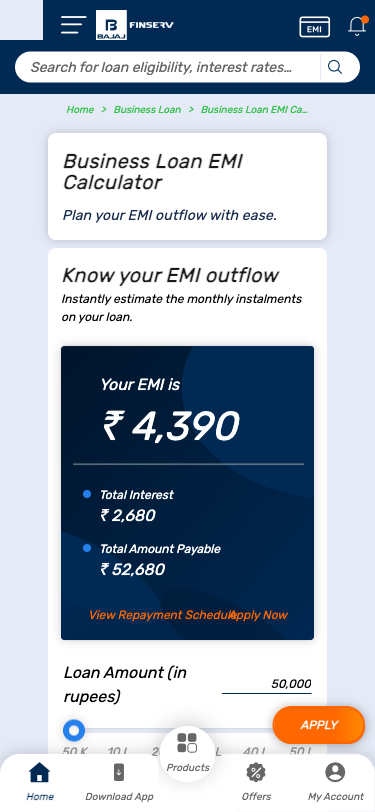 BAJAJ FINSERV
EMI
Search for loan eligibility, interest rates...
Home > Business Loan > Business Loan EMI Ca...
Business Loan EMI
Calculator
Plan your EMI outflow with ease.
Know your EMI outflow
Instantly estimate the monthly instalments
on your loan.
Your EMI is
₹ 4,390
Total Interest
₹ 2,680
Total Amount Payable
₹ 52,680
View Repayment Schedule
Apply Now
Loan Amount (in
rupees)
50,000
APPLY
50 K 10 L 40 L 50 L
Home Download App Products Offers My Account